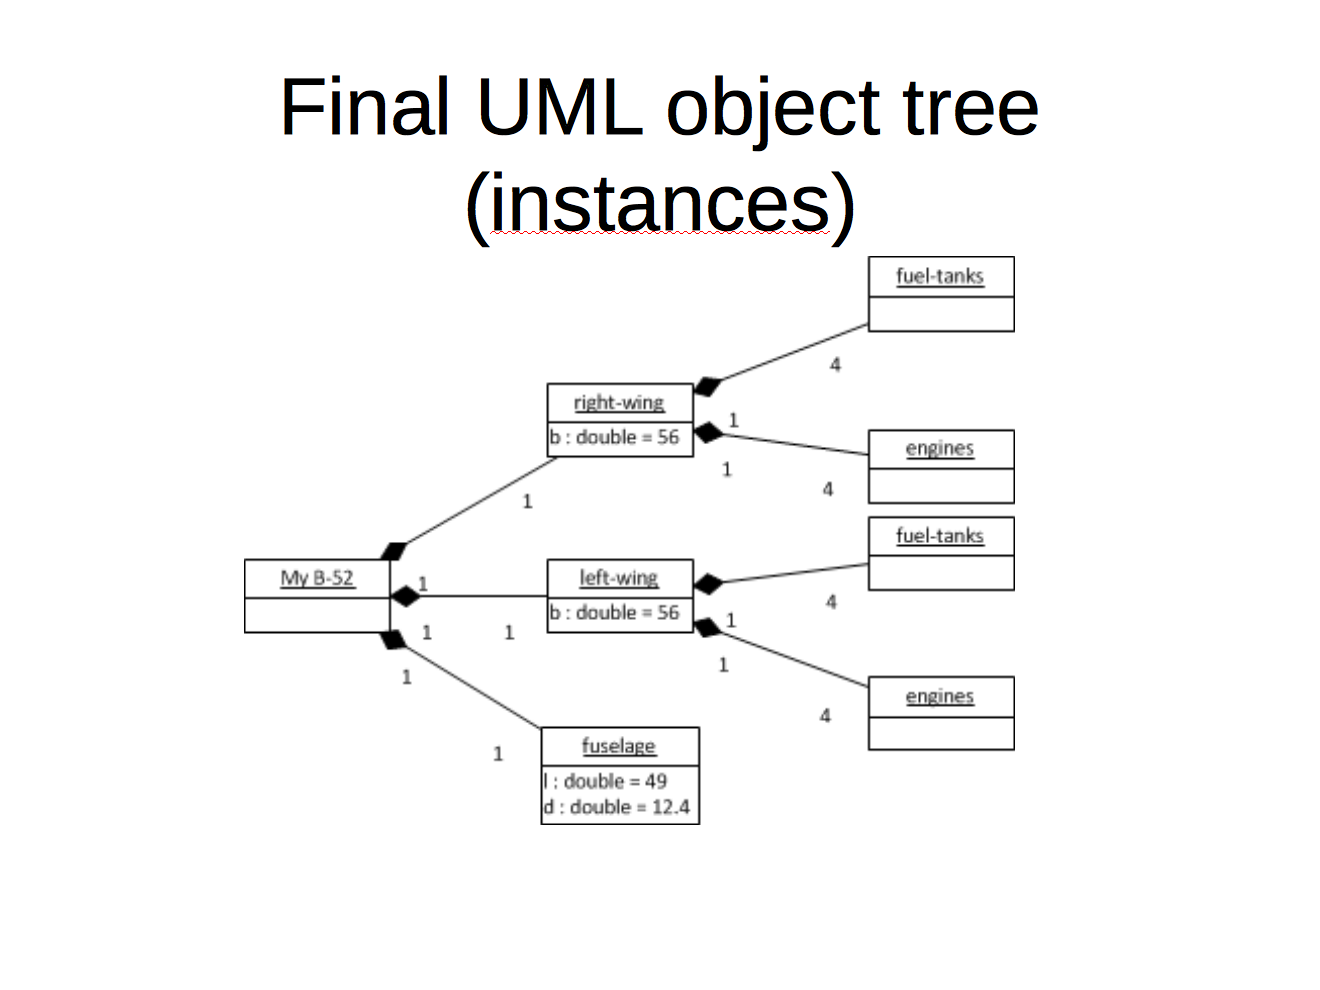 Final UML object tree
(instances)
fuel-tanks
4
right-wing
b : double = 56
1
1
engines
4
1
fuel-tanks
4
My B-52
1
1
1
left-wing
b : double = 56
1
1
1
engines
4
1
fuselage
l : double = 49
d : double = 12.4